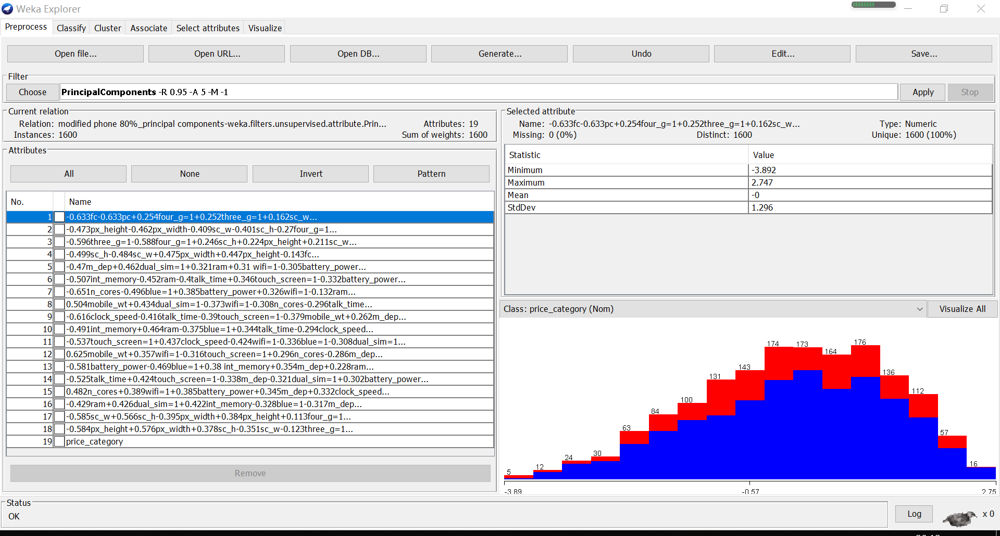 Weka Explorer
Preprocess Classify Cluster Associate Select attributes Visualize
Open file... Open URL... Open DB... Generate... Undo Edit... Save...
Filter
Choose PrincipalComponents -R 0.95 -A 5 -M -1 Apply Stop
Current relation
Relation: modified phone 80%_principal components-weka.filters.unsupervised.attribute.Prin... Attributes: 19
Instances: 1600 Sum of weights: 1600
Attributes
All None Invert Pattern
No. Name
1 -0.633fc-0.633pc+0.254four_g=1+0.252three_g=1+0.162sc_w...
2 -0.473px_height-0.462px_width-0.409sc_w-0.401sc_h-0.27four_g=1...
3 -0.596three_g=1-0.588four_g=1+0.246sc_h+0.224px_height+0.211sc_w...
4 -0.499sc_h-0.484sc_w+0.475px_width+0.447px_height-0.143fc...
5 -0.47m_dep+0.462dual_sim=1+0.321ram+0.31 wifi=1-0.305battery_power...
6 -0.507int_memory-0.452ram-0.4talk_time+0.346touch_screen=1-0.332battery_power...
7 -0.651n_cores-0.496blue=1+0.385battery_power+0.326wifi=1-0.132ram...
8 0.504mobile_wt+0.434dual_sim=1-0.373wifi=1-0.308n_cores-0.296talk_time...
9 -0.616clock_speed-0.416talk_time-0.39touch_screen=1-0.379mobile_wt+0.262m_dep...
10 -0.491int_memory+0.464ram-0.375blue=1+0.344talk_time-0.294clock_speed...
11 -0.537touch_screen=1+0.437clock_speed-0.424wifi=1-0.336blue=1-0.308dual_sim=1...
12 0.625mobile_wt+0.357wifi=1-0.316touch_screen=1+0.296n_cores-0.286m_dep...
13 -0.581battery_power-0.469blue=1+0.38 int_memory+0.354m_dep+0.228ram...
14 -0.525talk_time+0.424touch_screen=1-0.338m_dep-0.321dual_sim=1+0.302battery_power...
15 0.482n_cores+0.389wifi=1+0.385battery_power+0.345m_dep+0.332clock_speed...
16 -0.429ram+0.426dual_sim=1+0.422int_memory-0.328blue=1-0.317m_dep...
17 -0.585sc_w+0.566sc_h-0.395px_width+0.384px_height+0.113four_g=1...
18 -0.584px_height+0.576px_width+0.378sc_h-0.351sc_w-0.123three_g=1...
19 price_category
Remove
Selected attribute
Name: -0.633fc-0.633pc+0.254four_g=1+0.252three_g=1+0.162sc_w... Type: Numeric
Missing: 0 (0%) Distinct: 1600 Unique: 1600 (100%)
Statistic Value
Minimum -3.892
Maximum 2.747
Mean -0
StdDev 1.296
Class: price_category (Nom) Visualize All
5 12 24 30 63 84 100 131 143 174 173 164 176 136 112 57 16
-3.89 -0.57 2.75
Status
OK
Log x 0